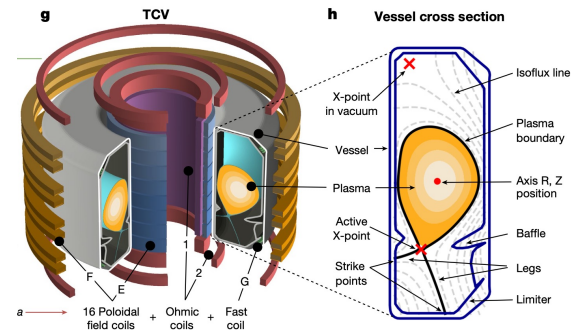 g
TCV
h
Vessel cross section
X-point
in vacuum
Vessel
Plasma
Active
X-point
Strike
points
Isoflux line
Plasma
boundary
Axis R, Z
position
Baffle
Legs
Limiter
1
2
F
E
G
a
16 Poloidal
field coils
+
Ohmic
coils
+
Fast
coil